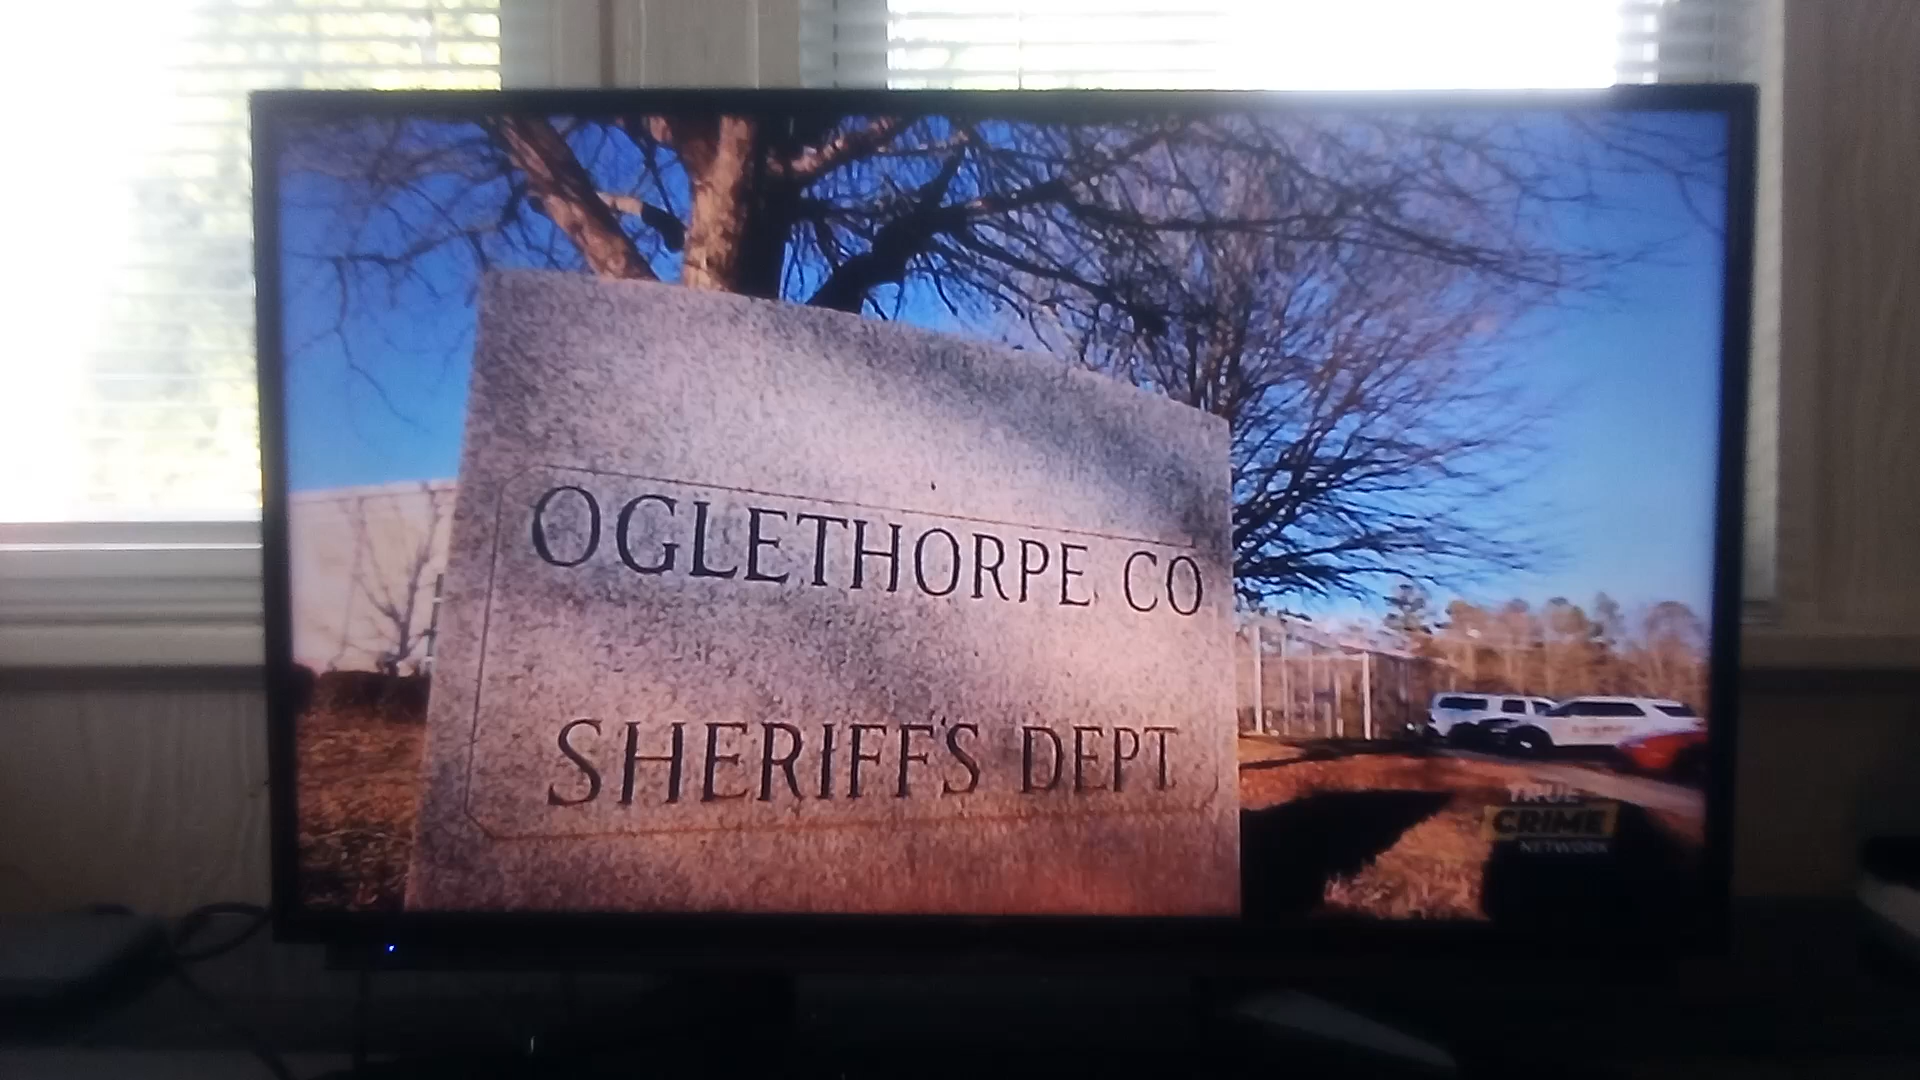 OGLETHORPE CO
SHERIFF'S DEPT
TRUE
CRIME
NETWORK